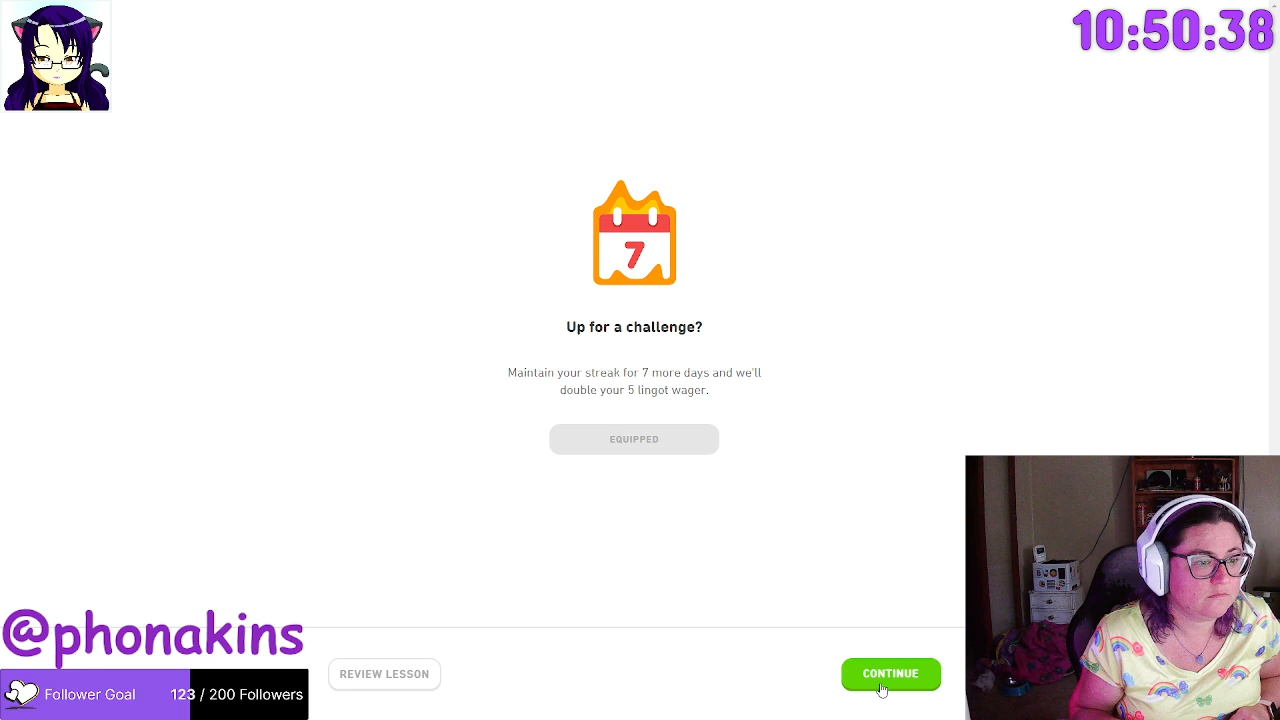 10:50:38
7
Up for a challenge?
Maintain your streak for 7 more days and we'll
double your 5 lingot wager.
EQUIPPED
@phonakins
Follower Goal 123 / 200 Followers
REVIEW LESSON
CONTINUE